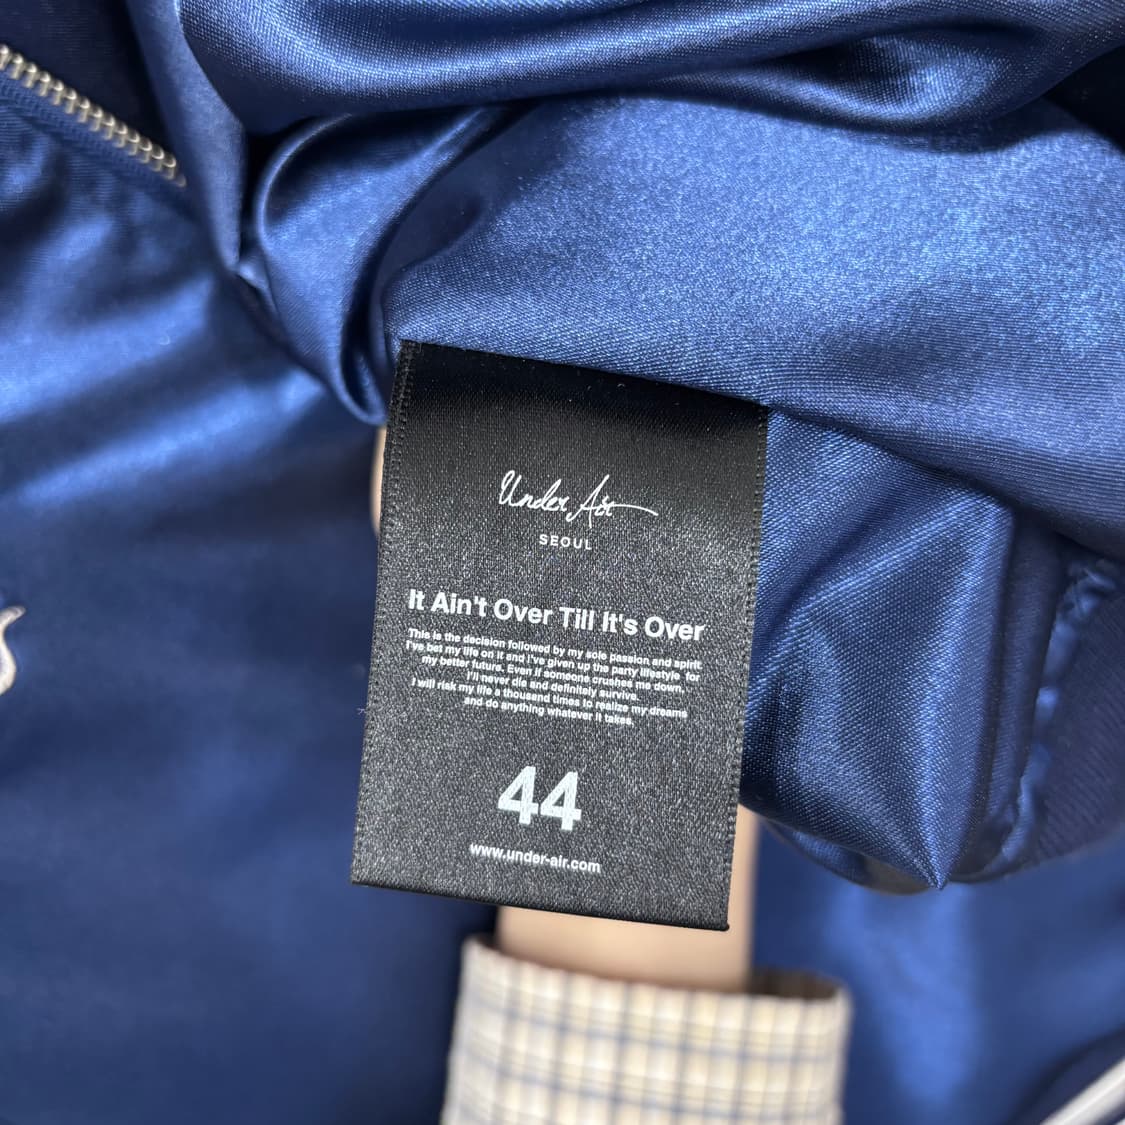 Under Air
SEOUL
It Ain't Over Till It's Over
This is the decision followed by my sole passion and spirit.
I've bet my life on it and I've given up the party lifestyle for
my better future. Even if someone crushed me down,
I'll never die and definitely survive.
I will risk my life a thousand times to realize my dreams
and do anything whatever it takes.
44
www.under-air.com